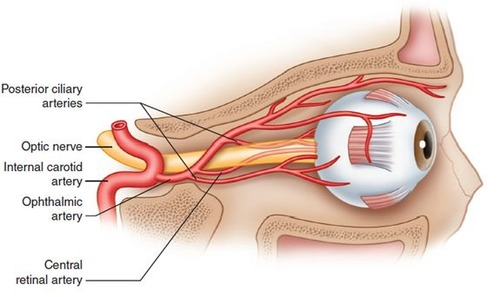 Posterior ciliary
arteries
Optic nerve
Internal carotid
artery
Ophthalmic
artery
Central
retinal artery